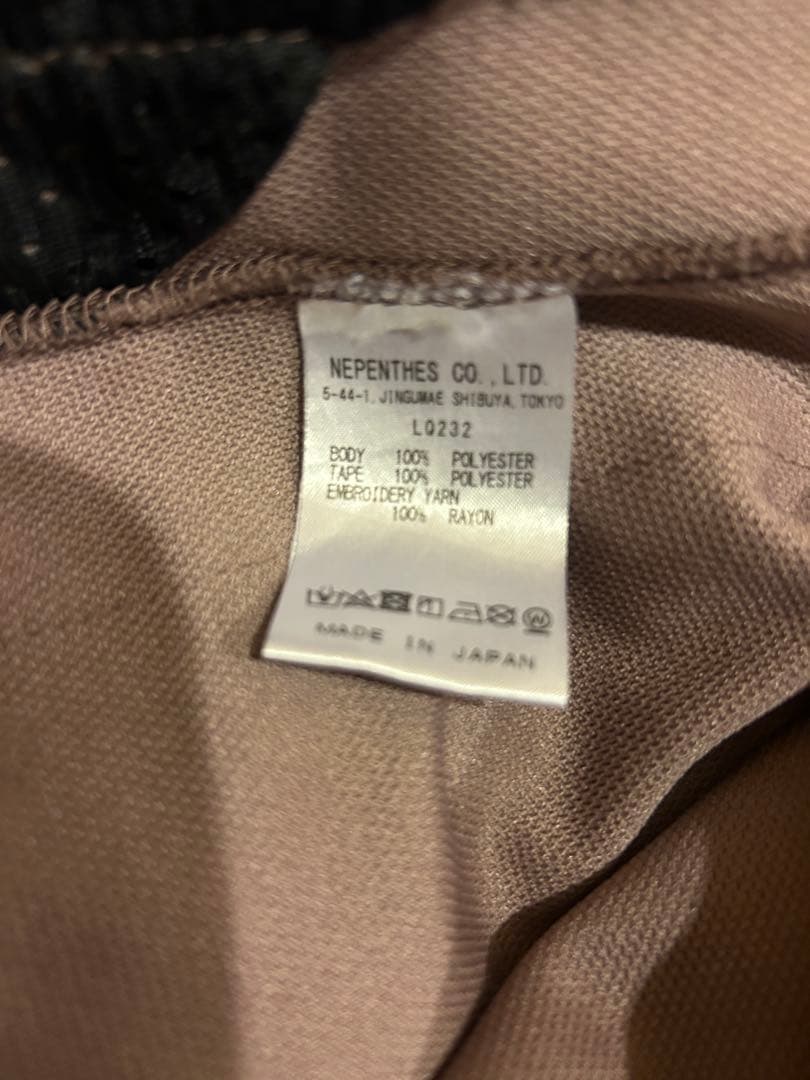 NEPENTHES CO., LTD.
5-44-1, JINGUMAE SHIBUYA, TOKYO
LQ232
BODY 100% POLYESTER
TAPE 100% POLYESTER
EMBROIDERY YARN
100% RAYON
MADE IN JAPAN